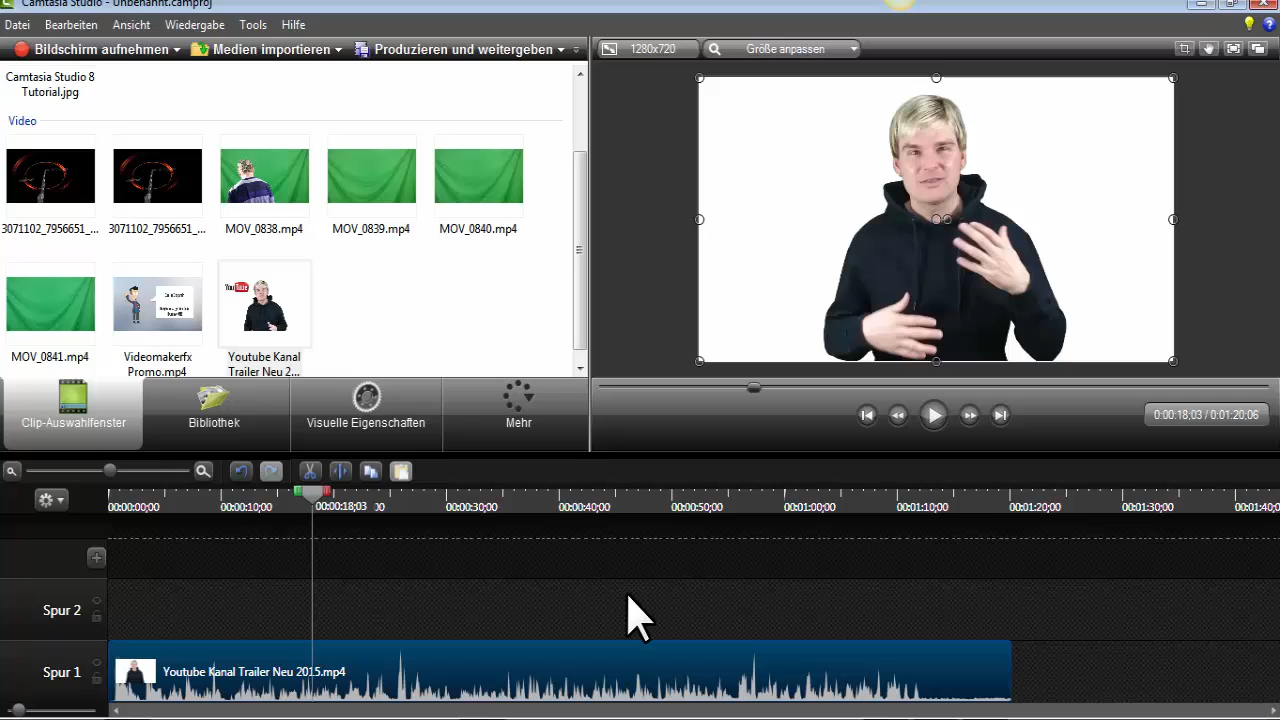 Camtasia Studio - Unbenannt.camproj
Datei Bearbeiten Ansicht Wiedergabe Tools Hilfe
Bildschirm aufnehmen Medien importieren Produzieren und weitergeben
1280x720 Größe anpassen
Camtasia Studio 8
Tutorial.jpg
Video
3071102_7956651_... 3071102_7956651_... MOV_0838.mp4 MOV_0839.mp4 MOV_0840.mp4
You Tube
MOV_0841.mp4 Videomakerfx Youtube Kanal
Promo.mp4 Trailer Neu 2...
Clip-Auswahlfenster Bibliothek Visuelle Eigenschaften Mehr
0:00:18;03 / 0:01:20;06
00:00:00;00 00:00:10;00 00:00:18;03 00:00:30;00 00:00:40;00 00:00:50;00 00:01:00;00 00:01:10;00 00:01:20;00 00:01:30;00 00:01:40;0
Spur 2
Spur 1 Youtube Kanal Trailer Neu 2015.mp4